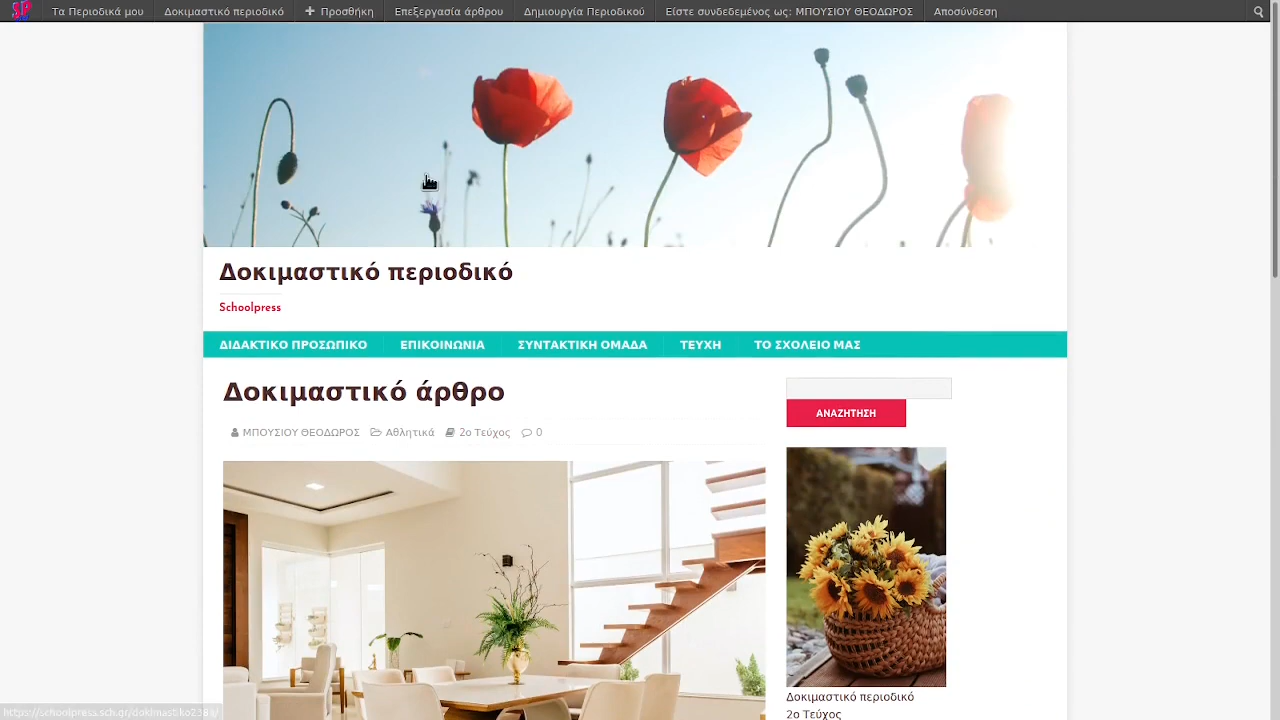 SP Τα Περιοδικά μου Δοκιμαστικό περιοδικό + Προσθήκη Επεξεργασία άρθρου Δημιουργία Περιοδικού Είστε συνδεδεμένος ως: ΜΠΟΥΣΙΟΥ ΘΕΟΔΩΡΟΣ Αποσύνδεση
Δοκιμαστικό περιοδικό
Schoolpress
ΔΙΔΑΚΤΙΚΟ ΠΡΟΣΩΠΙΚΟ ΕΠΙΚΟΙΝΩΝΙΑ ΣΥΝΤΑΚΤΙΚΗ ΟΜΑΔΑ ΤΕΥΧΗ ΤΟ ΣΧΟΛΕΙΟ ΜΑΣ
Δοκιμαστικό άρθρο
ΜΠΟΥΣΙΟΥ ΘΕΟΔΩΡΟΣ Αθλητικά 2ο Τεύχος 0
ΑΝΑΖΗΤΗΣΗ
Δοκιμαστικό περιοδικό
2ο Τεύχος